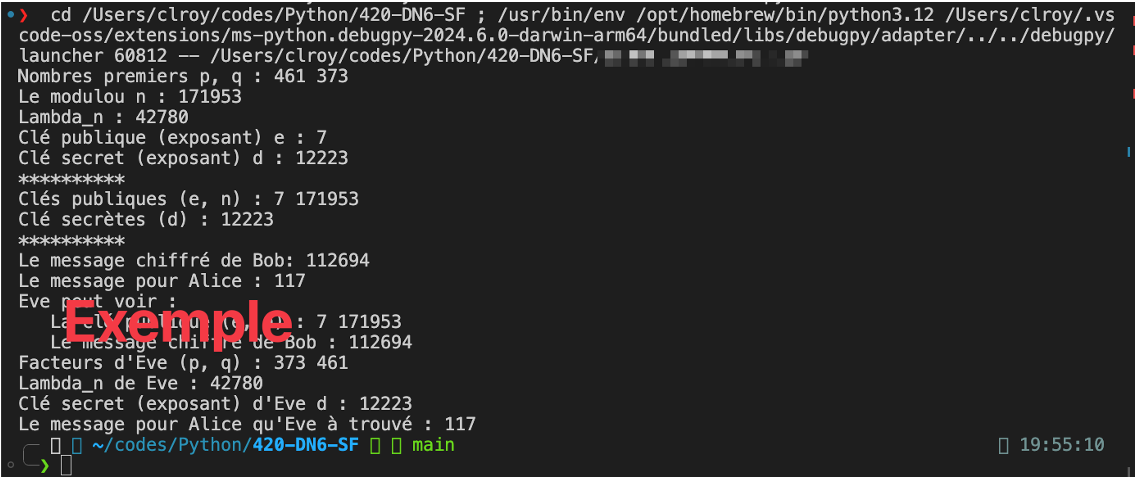 ❯ cd /Users/clroy/codes/Python/420-DN6-SF ; /usr/bin/env /opt/homebrew/bin/python3.12 /Users/clroy/.vs
code-oss/extensions/ms-python.debugpy-2024.6.0-darwin-arm64/bundled/libs/debugpy/adapter/../../debugpy/
launcher 60812 -- /Users/clroy/codes/Python/420-DN6-SF/
Nombres premiers p, q : 461 373
Le modulou n : 171953
Lambda_n : 42780
Clé publique (exposant) e : 7
Clé secret (exposant) d : 12223
**********
Clés publiques (e, n) : 7 171953
Clé secrètes (d) : 12223
**********
Le message chiffré de Bob: 112694
Le message pour Alice : 117
Eve peut voir :
Exemple
La clé publique (e, n) : 7 171953
Le message chiffré de Bob : 112694
Facteurs d'Eve (p, q) : 373 461
Lambda_n de Eve : 42780
Clé secret (exposant) d'Eve d : 12223
Le message pour Alice qu'Eve à trouvé : 117
~/codes/Python/420-DN6-SF main 19:55:10
❯